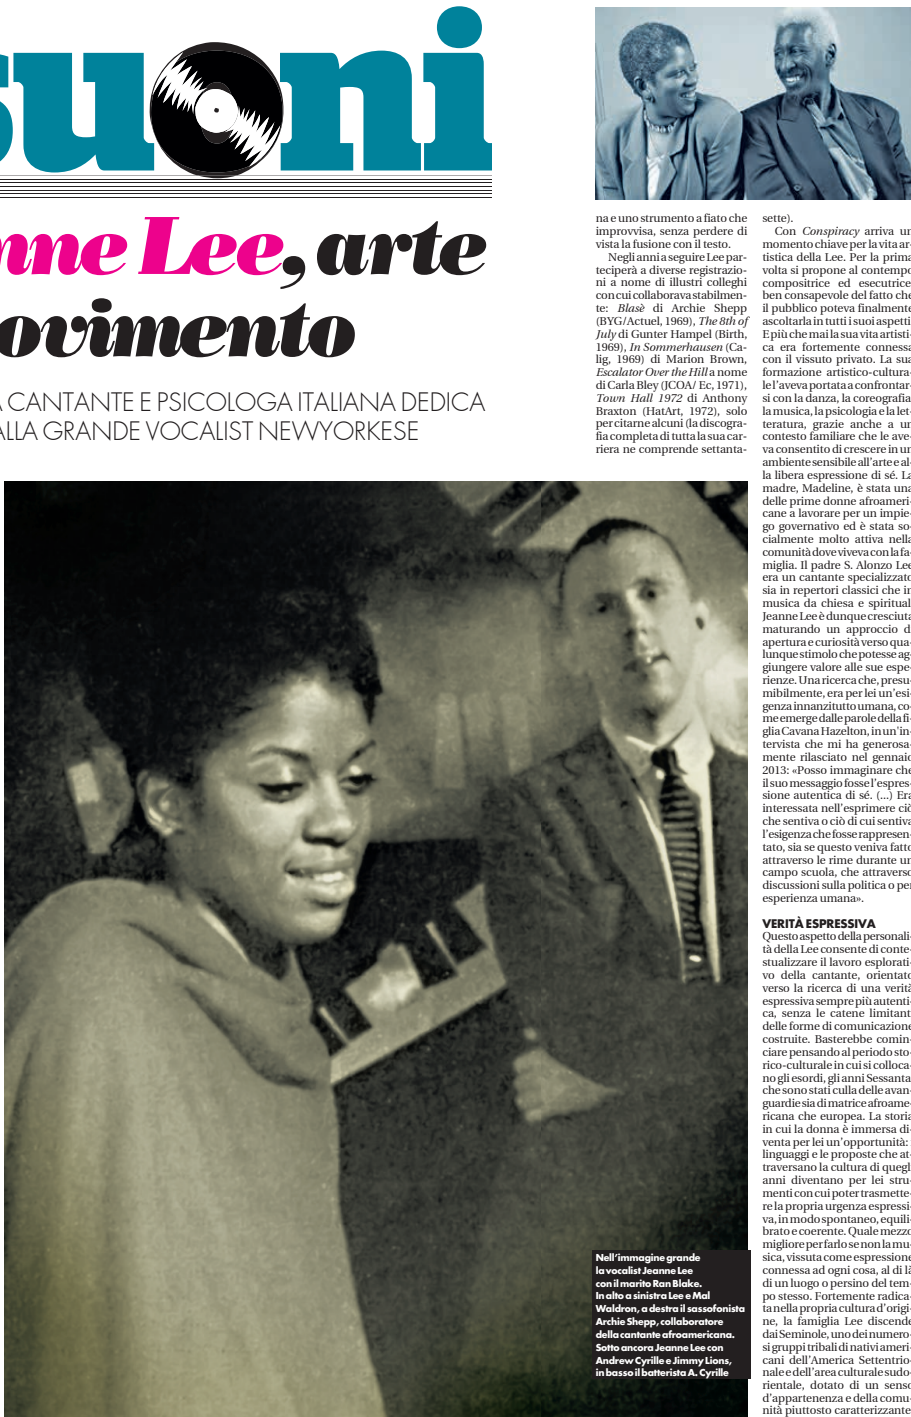 suoni
nne Lee, arte
ovimento
A CANTANTE E PSICOLOGA ITALIANA DEDICA
ALLA GRANDE VOCALIST NEWYORKESE
na e uno strumento a fiato che
improvvisa, senza perdere di
vista la fusione con il testo.
Negli anni a seguire Lee par-
teciperà a diverse registrazio-
ni a nome di illustri colleghi
con cui collaborava stabilmen-
te: Blasè di Archie Shepp
(BYG/Actuel, 1969), The 8th of
July di Gunter Hampel (Birth,
1969), In Sommerhausen (Ca-
lig, 1969) di Marion Brown,
Escalator Over the Hill a nome
di Carla Bley (JCOA/ Ec, 1971),
Town Hall 1972 di Anthony
Braxton (HatArt, 1972), solo
per citarne alcuni (la discogra-
fia completa di tutta la sua car-
riera ne comprende settanta-
sette).
Con Conspiracy arriva un
momento chiave per la vita ar-
tistica della Lee. Per la prima
volta si propone al contempo
compositrice ed esecutrice
ben consapevole del fatto che
il pubblico poteva finalmente
ascoltarla in tutti i suoi aspetti
E più che mai la sua vita artisti-
ca era fortemente connessa
con il vissuto privato. La sua
formazione artistico-cultura-
le l'aveva portata a confrontar-
si con la danza, la coreografia
la musica, la psicologia e la let-
teratura, grazie anche a un
contesto familiare che le ave-
va consentito di crescere in un
ambiente sensibile all'arte e al-
la libera espressione di sé. La
madre, Madeline, è stata una
delle prime donne afroameri-
cane a lavorare per un impie-
go governativo ed è stata so-
cialmente molto attiva nella
comunità dove viveva con la fa-
miglia. Il padre S. Alonzo Lee
era un cantante specializzato
sia in repertori classici che in
musica da chiesa e spiritual
Jeanne Lee è dunque cresciuta
maturando un approccio di
apertura e curiosità verso qua-
lunque stimolo che potesse ag-
giungere valore alle sue espe-
rienze. Una ricerca che, presu-
mibilmente, era per lei un'esi-
genza innanzitutto umana, co-
me emerge dalle parole della fi-
glia Cavana Hazelton, in un'in-
tervista che mi ha generosa-
mente rilasciato nel gennaio
2013: «Posso immaginare che
il suo messaggio fosse l'espres-
sione autentica di sé. (...) Era
interessata nell'esprimere ciò
che sentiva o ciò di cui sentiva
l'esigenza che fosse rappresen-
tato, sia se questo veniva fatto
attraverso le rime durante un
campo scuola, che attraverso
discussioni sulla politica o per
esperienza umana».
VERITÀ ESPRESSIVA
Questo aspetto della personali-
tà della Lee consente di conte-
stualizzare il lavoro esplorati-
vo della cantante, orientato
verso la ricerca di una verità
espressiva sempre più autenti-
ca, senza le catene limitanti
delle forme di comunicazione
costruite. Basterebbe comin-
ciare pensando al periodo sto-
rico-culturale in cui si colloca-
no gli esordi, gli anni Sessanta
che sono stati culla delle avan-
guardie sia di matrice afroame-
ricana che europea. La storia
in cui la donna è immersa di-
venta per lei un'opportunità:
linguaggi e le proposte che at-
traversano la cultura di quegli
anni diventano per lei stru-
menti con cui poter trasmette-
re la propria urgenza espressi-
va, in modo spontaneo, equili-
brato e coerente. Quale mezzo
migliore per farlo se non la mu-
sica, vissuta come espressione
connessa ad ogni cosa, al di là
di un luogo o persino del tem-
po stesso. Fortemente radica-
ta nella propria cultura d'origi-
ne, la famiglia Lee discende
dai Seminole, uno dei numero-
si gruppi tribali di nativi ameri-
cani dell'America Settentrio-
nale e dell'area culturale sudo-
rientale, dotato di un senso
d'appartenenza e della comu-
nità piuttosto caratterizzante
Nell'immagine grande
la vocalist Jeanne Lee
con il marito Ran Blake.
In alto a sinistra Lee e Mal
Waldron, a destra il sassofonista
Archie Shepp, collaboratore
della cantante afroamericana.
Sotto ancora Jeanne Lee con
Andrew Cyrille e Jimmy Lions,
in basso il batterista A. Cyrille